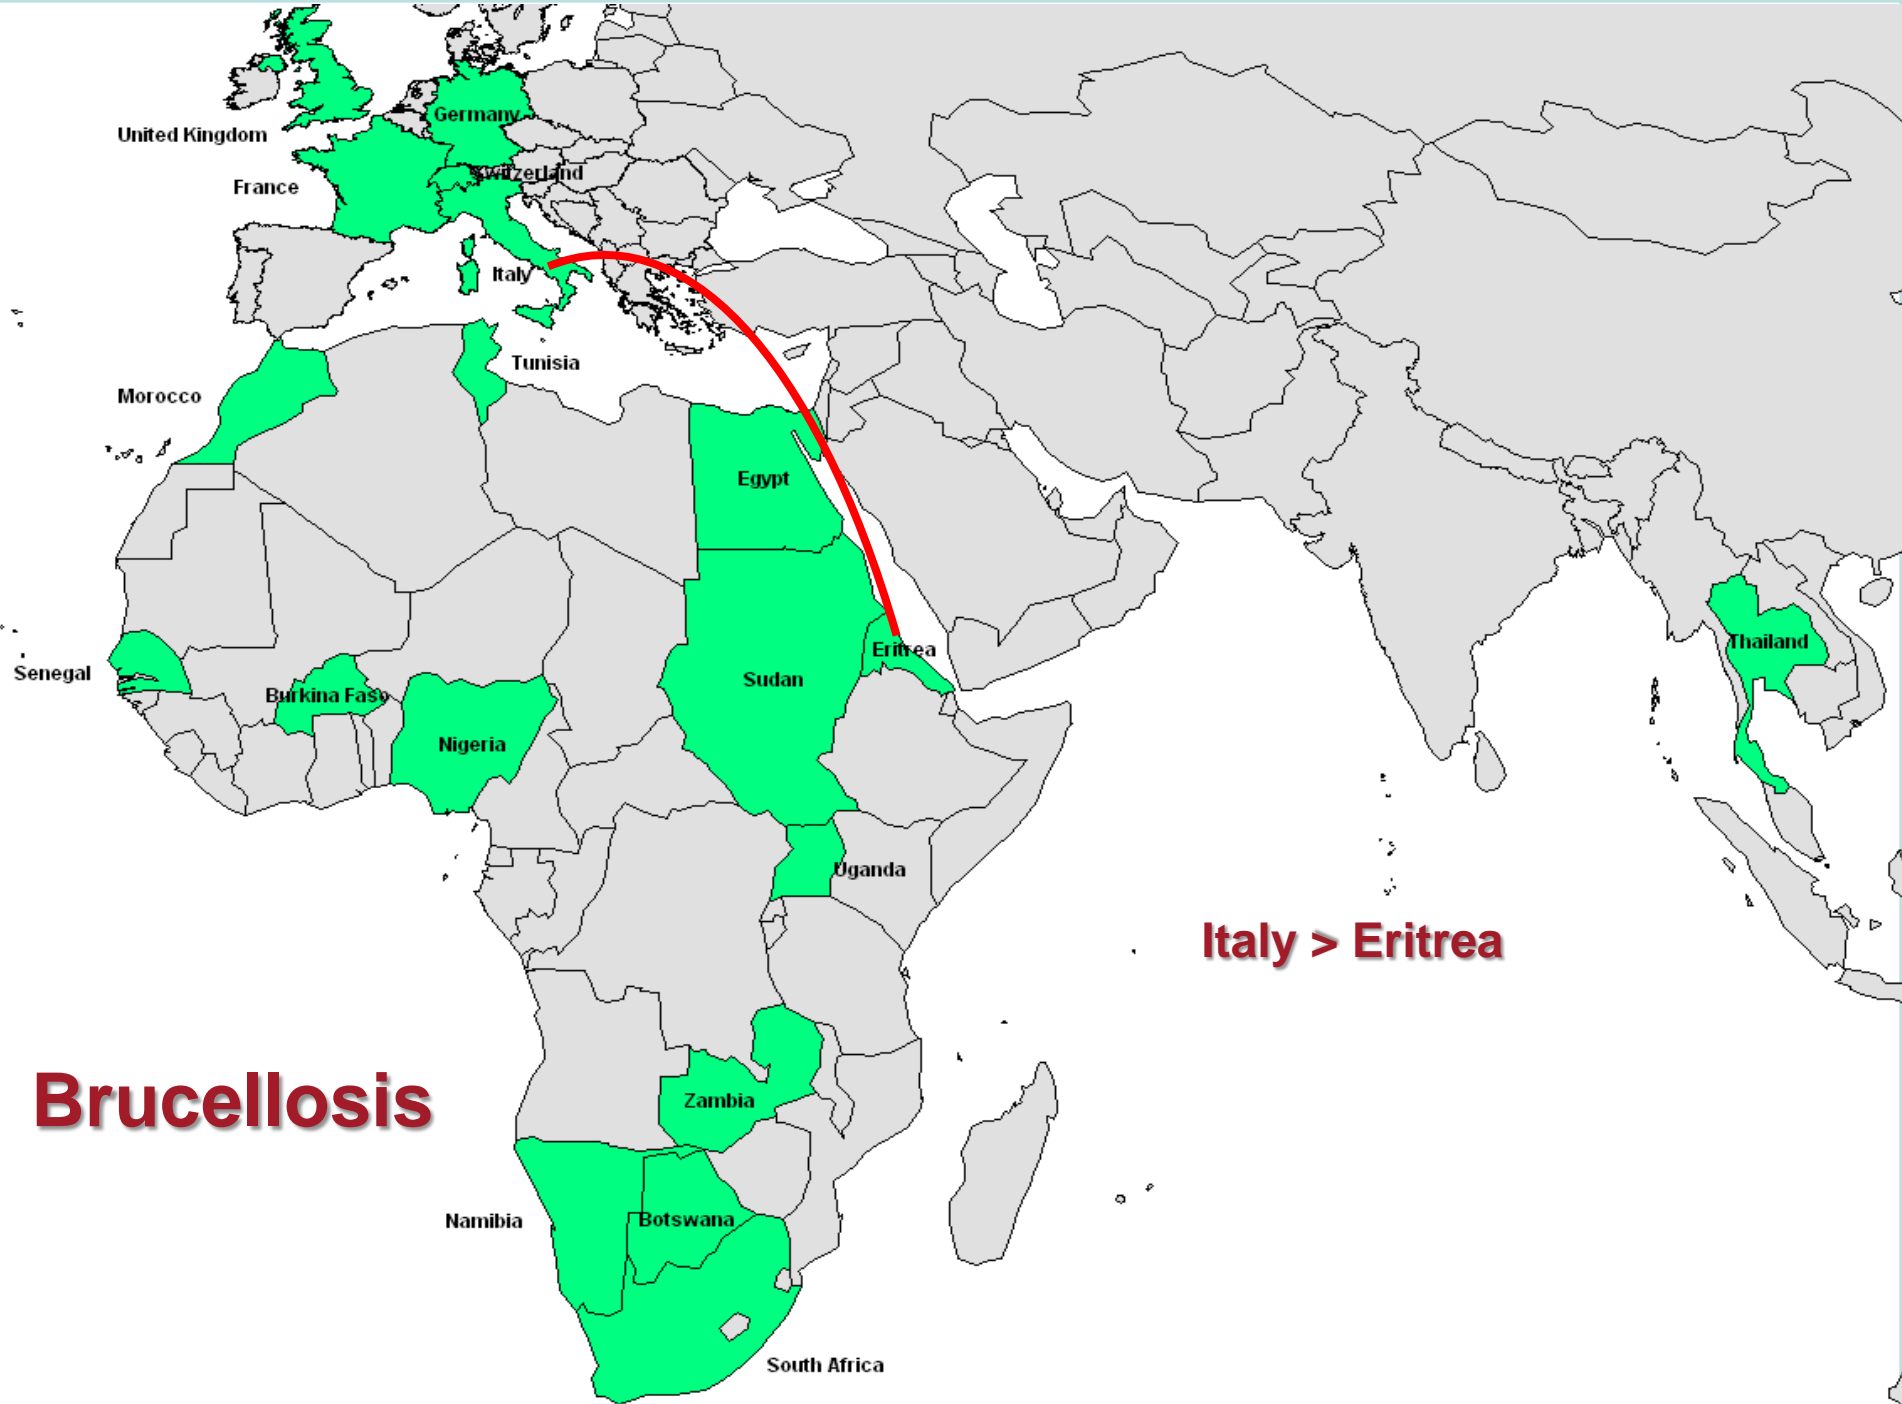 Germany
United Kingdom
Switzerland
France
Italy
Tunisia
Morocco
Egypt
Eritrea
Thailand
Senegal
Sudan
Burkina Faso
Nigeria
Uganda
Italy > Eritrea
Brucellosis
Zambia
Namibia
Botswana
South Africa